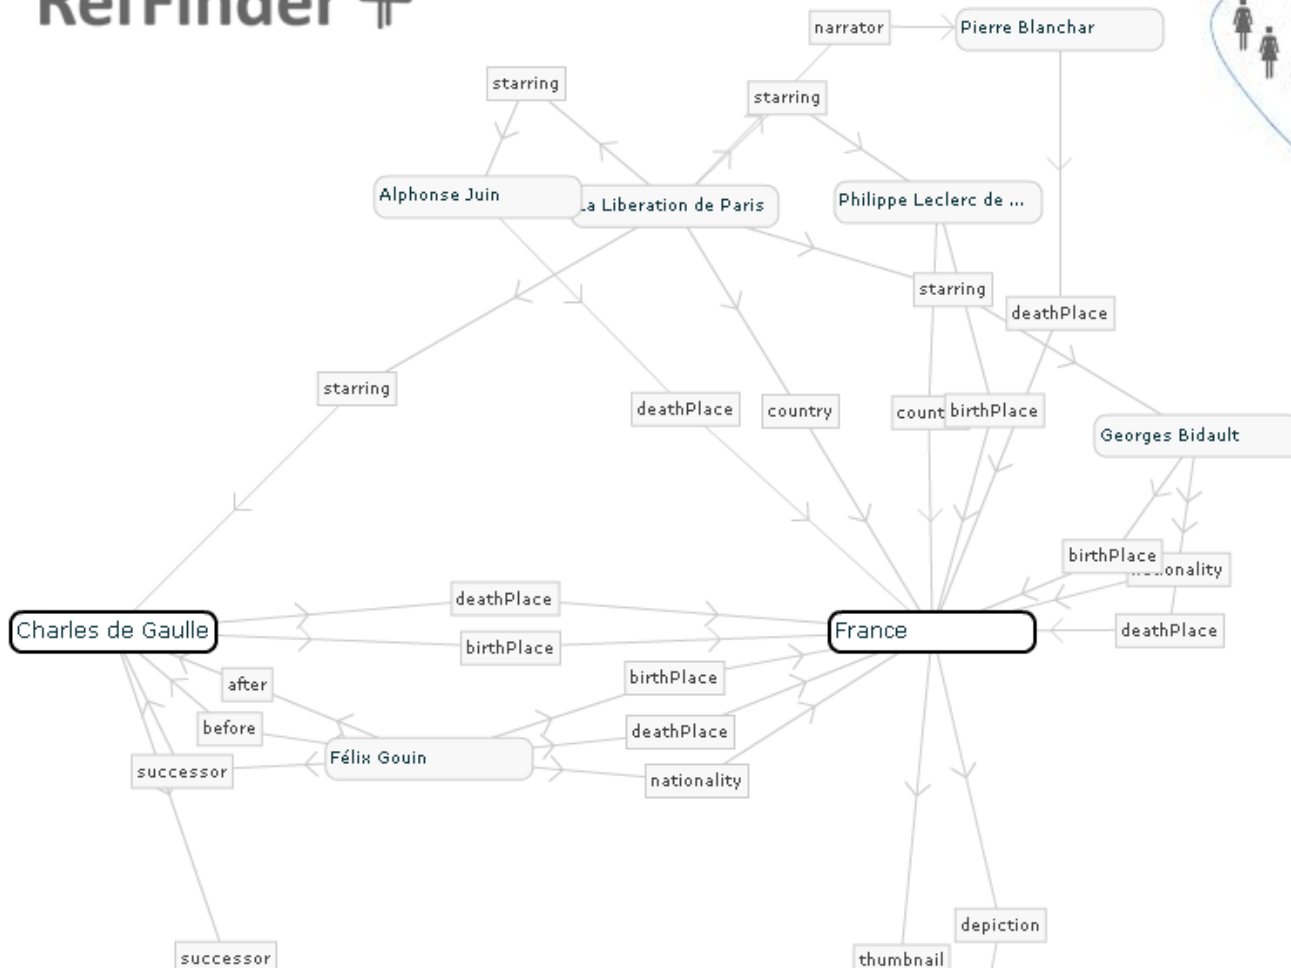 RelFinder
narrator
Pierre Blanchar
starring
starring
Alphonse Juin
La Liberation de Paris
Philippe Leclerc de ...
starring
deathPlace
starring
deathPlace
country
count
birthPlace
Georges Bidault
birthPlace
nationality
deathPlace
birthPlace
Charles de Gaulle
France
deathPlace
after
birthPlace
before
deathPlace
Félix Gouin
successor
nationality
depiction
successor
thumbnail